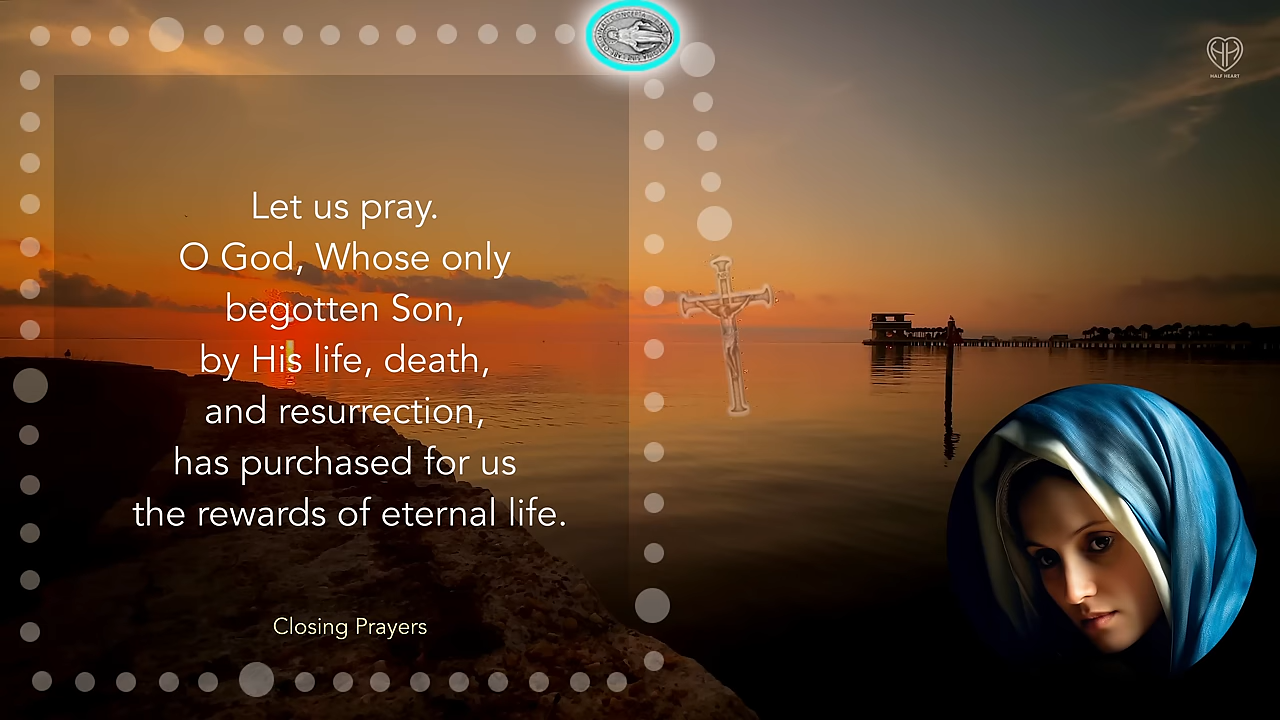 HALF HEART
Let us pray.
O God, Whose only
begotten Son,
by His life, death,
and resurrection,
has purchased for us
the rewards of eternal life.
Closing Prayers